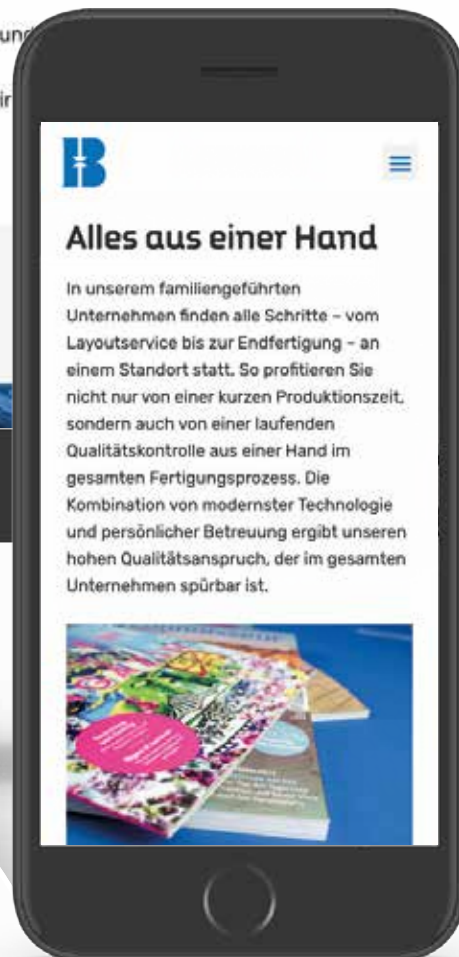 und
ir
B
Alles aus einer Hand
In unserem familiengeführten
Unternehmen finden alle Schritte – vom
Layoutservice bis zur Endfertigung – an
einem Standort statt. So profitieren Sie
nicht nur von einer kurzen Produktionszeit,
sondern auch von einer laufenden
Qualitätskontrolle aus einer Hand im
gesamten Fertigungsprozess. Die
Kombination von modernster Technologie
und persönlicher Betreuung ergibt unseren
hohen Qualitätsanspruch, der im gesamten
Unternehmen spürbar ist.